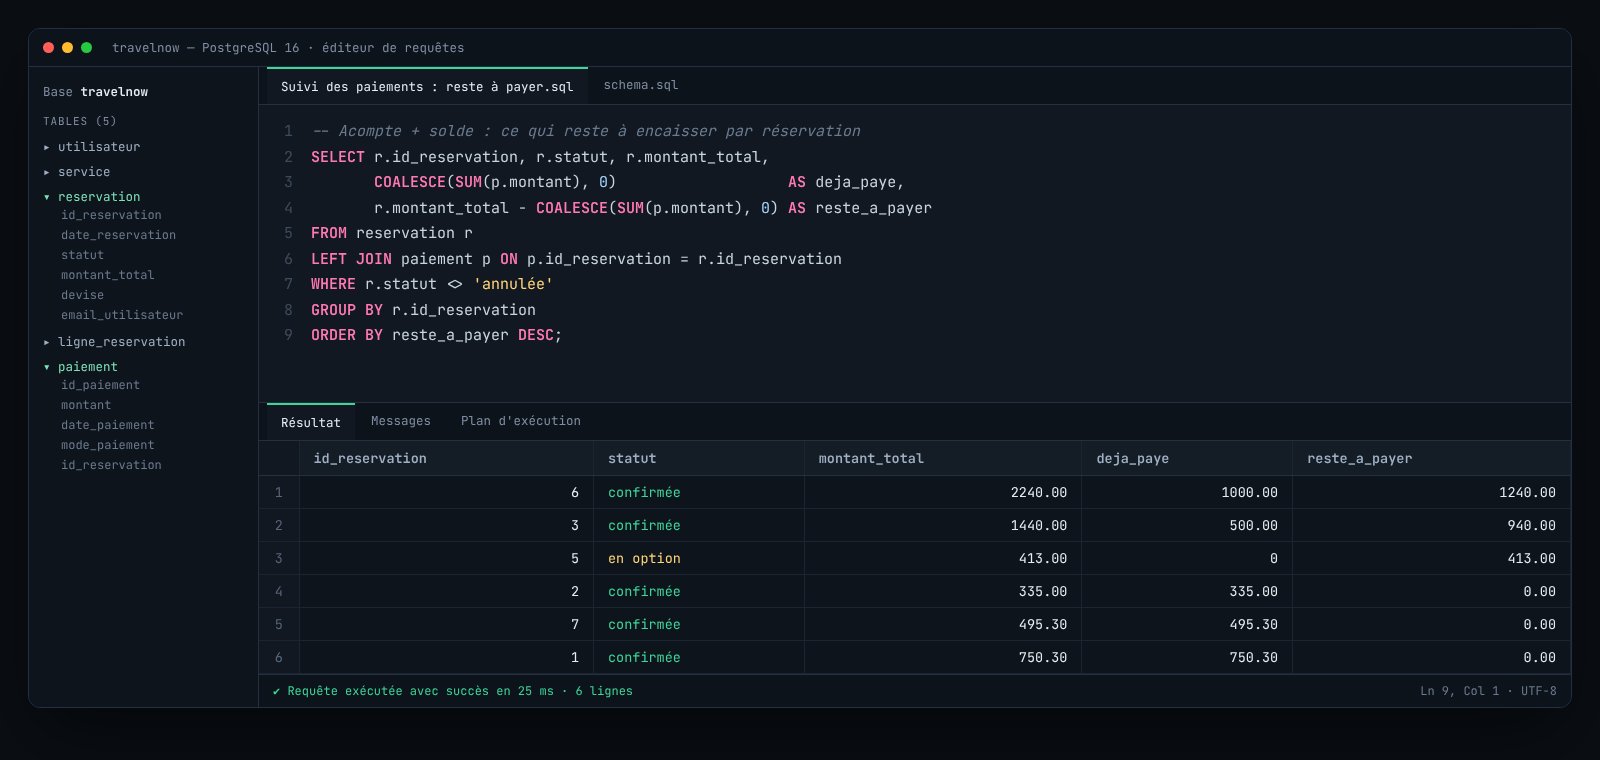 travelnow — PostgreSQL 16 · éditeur de requêtes
Base travelnow
TABLES (5)
▸ utilisateur
▸ service
▾ reservation
id_reservation
date_reservation
statut
montant_total
devise
email_utilisateur
▸ ligne_reservation
▾ paiement
id_paiement
montant
date_paiement
mode_paiement
id_reservation
Suivi des paiements : reste à payer.sql schema.sql
1 -- Acompte + solde : ce qui reste à encaisser par réservation
2 SELECT r.id_reservation, r.statut, r.montant_total,
3 COALESCE(SUM(p.montant), 0) AS deja_paye,
4 r.montant_total - COALESCE(SUM(p.montant), 0) AS reste_a_payer
5 FROM reservation r
6 LEFT JOIN paiement p ON p.id_reservation = r.id_reservation
7 WHERE r.statut <> 'annulée'
8 GROUP BY r.id_reservation
9 ORDER BY reste_a_payer DESC;
Résultat Messages Plan d'exécution
id_reservation statut montant_total deja_paye reste_a_payer
1 6 confirmée 2240.00 1000.00 1240.00
2 3 confirmée 1440.00 500.00 940.00
3 5 en option 413.00 0 413.00
4 2 confirmée 335.00 335.00 0.00
5 7 confirmée 495.30 495.30 0.00
6 1 confirmée 750.30 750.30 0.00
✔ Requête exécutée avec succès en 25 ms · 6 lignes Ln 9, Col 1 · UTF-8